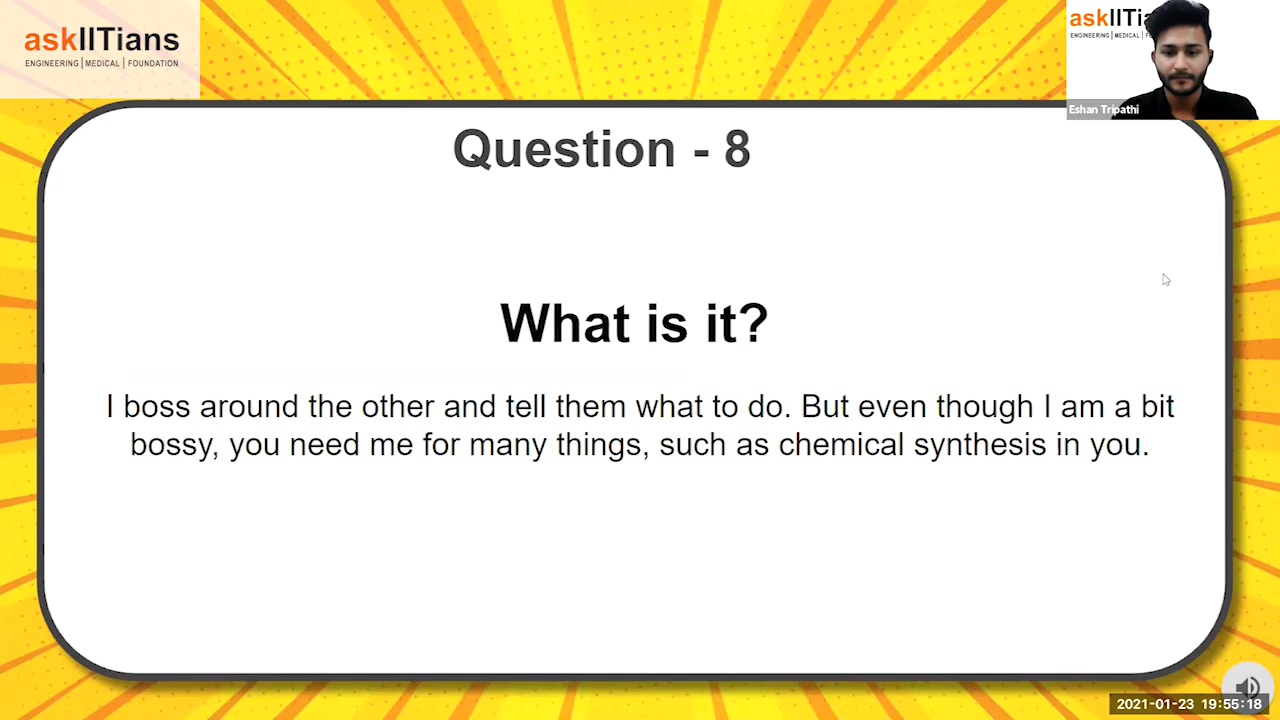 askIITians
ENGINEERING | MEDICAL | FOUNDATION
askIITia
ENGINEERING | MEDICAL |
Eshan Tripathi
Question - 8
What is it?
I boss around the other and tell them what to do. But even though I am a bit
bossy, you need me for many things, such as chemical synthesis in you.
2021-01-23 19:55:18